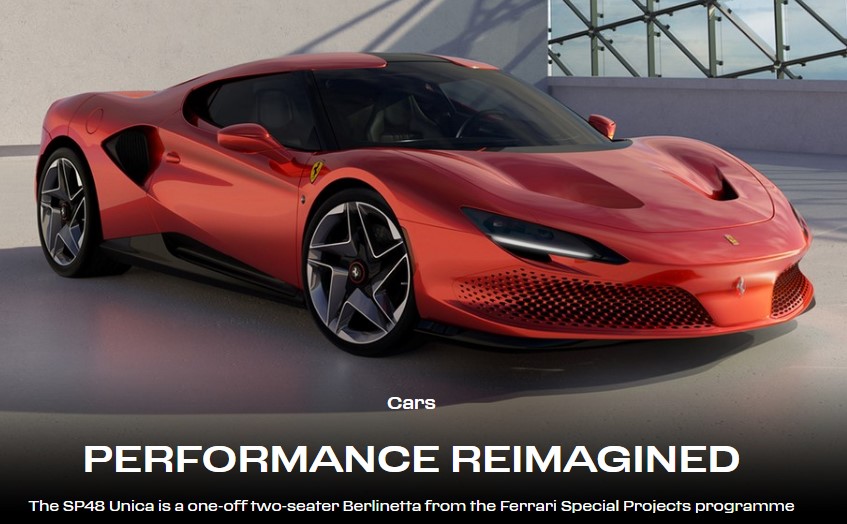 Cars
PERFORMANCE REIMAGINED
The SP48 Unica is a one-off two-seater Berlinetta from the Ferrari Special Projects programme